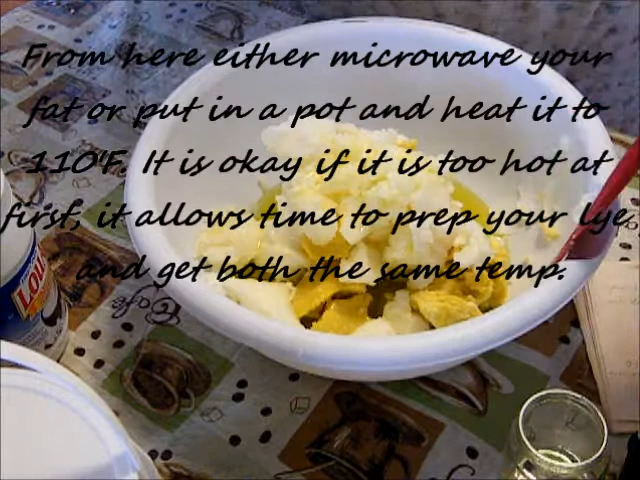 From here either microwave your
fat or put in a pot and heat it to
110°F. It is okay if it is too hot at
first, it allows time to prep your lye
and get both the same temp.
LOU
Cafe